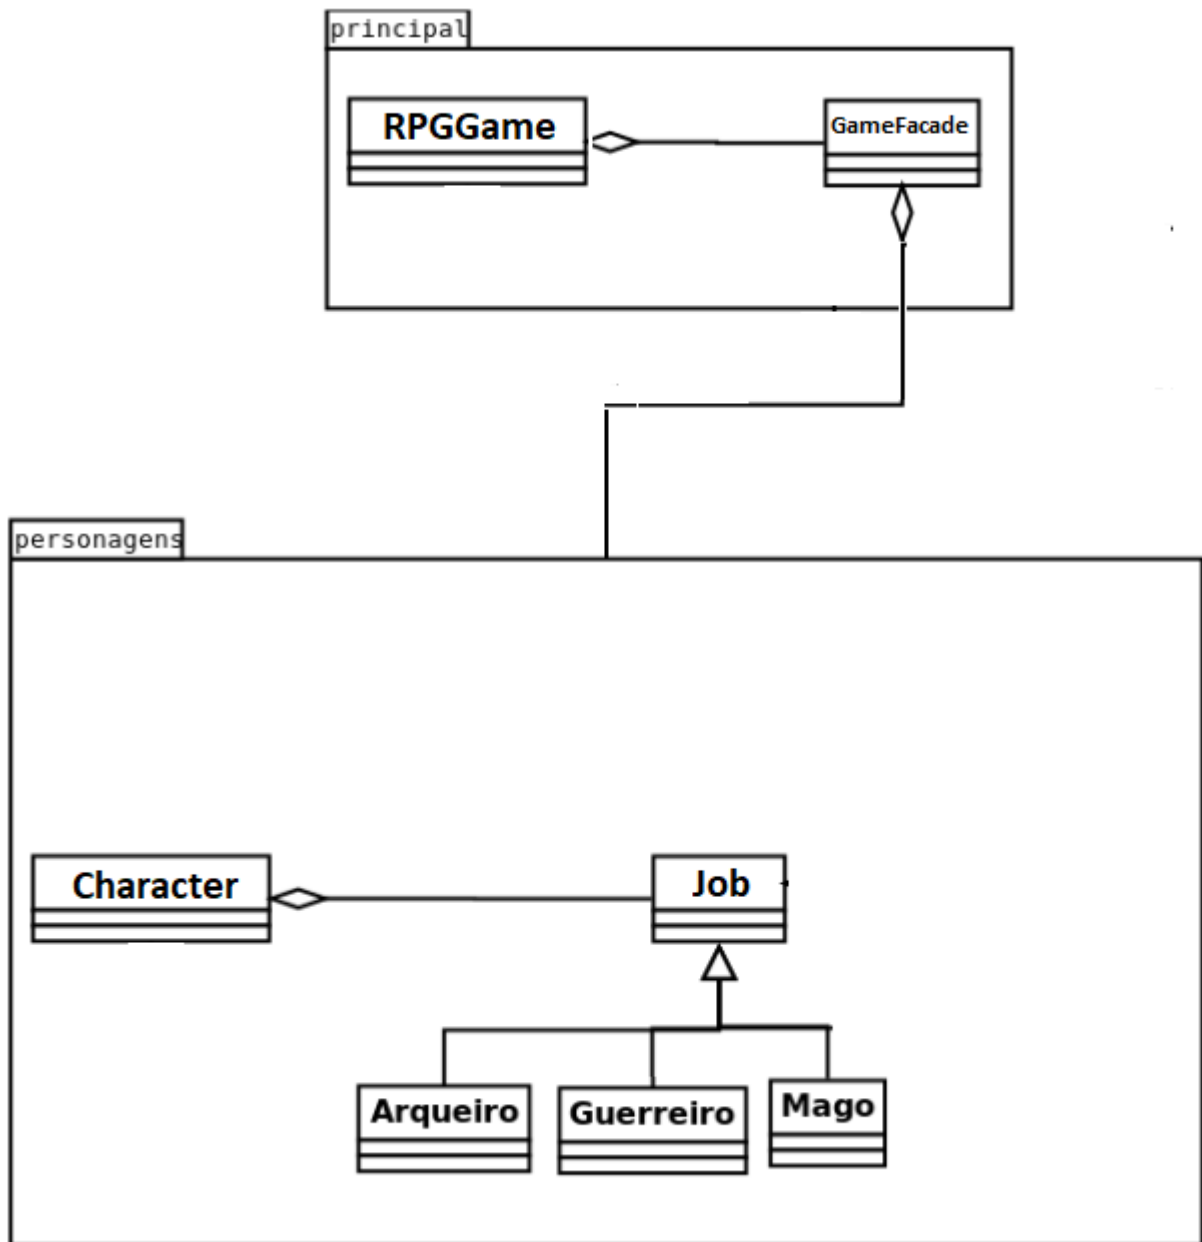 principal
RPGGame
GameFacade
personagens
Character
Job
Arqueiro
Guerreiro
Mago